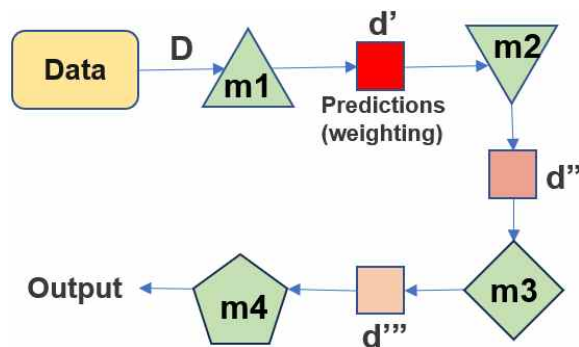 Data
D
m1
d'
Predictions
(weighting)
m2
d”
m3
d”'
m4
Output